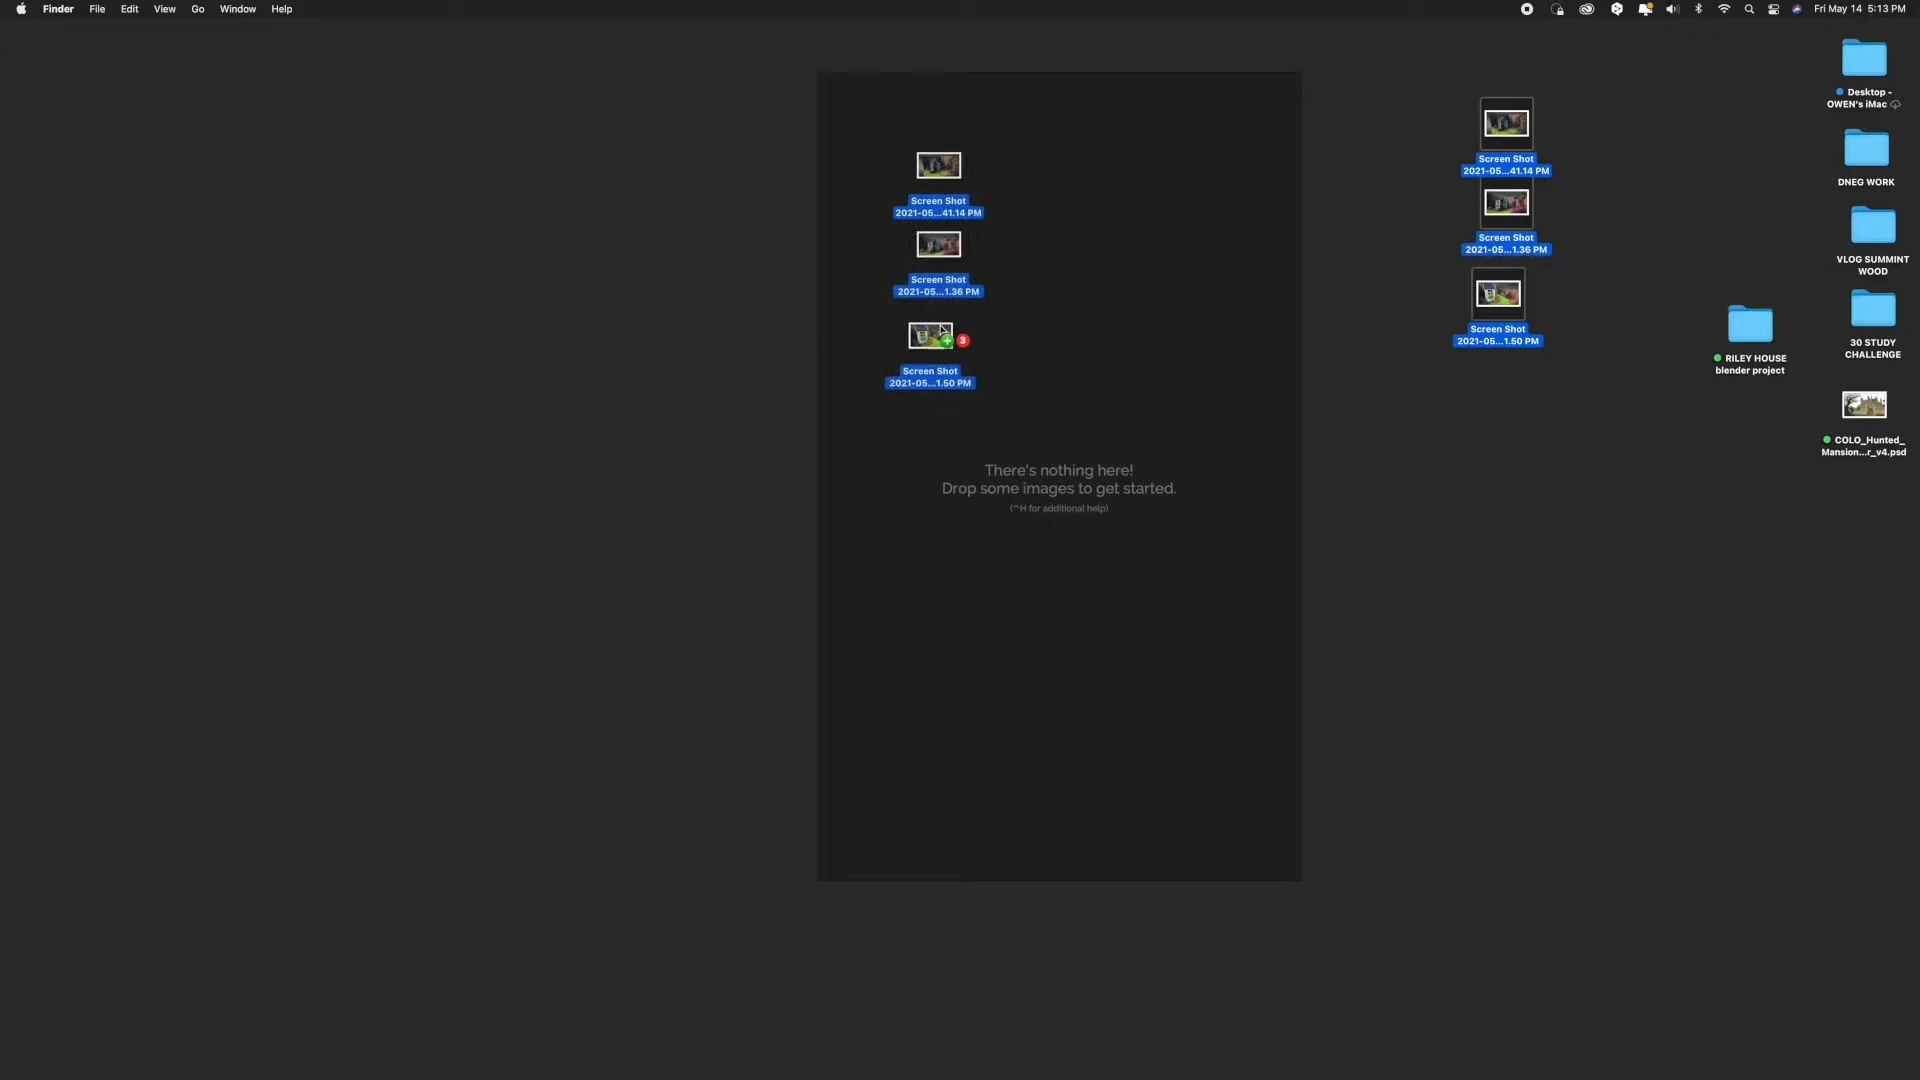 Finder File Edit View Go Window Help
Fri May 14 5:13 PM
Desktop -
OWEN's iMac
DNEG WORK
VLOG SUMMINT
WOOD
30 STUDY
CHALLENGE
RILEY HOUSE
blender project
COLO_Hunted_
Mansion...r_v4.psd
Screen Shot
2021-05...41.14 PM
Screen Shot
2021-05...1.36 PM
Screen Shot
2021-05...1.50 PM
Screen Shot
2021-05...41.14 PM
Screen Shot
2021-05...1.36 PM
3
Screen Shot
2021-05...1.50 PM
There's nothing here!
Drop some images to get started.
(^H for additional help)